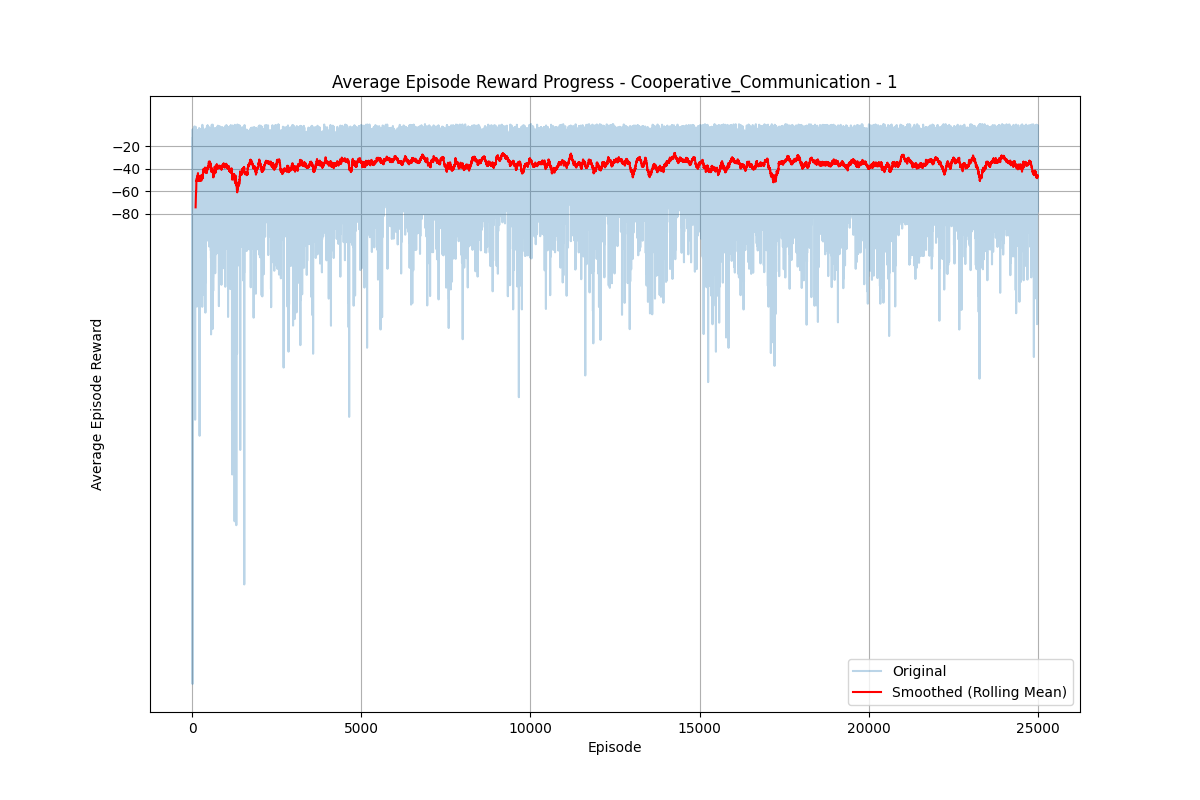 Average Episode Reward Progress - Cooperative_Communication - 1
−20
−40
−60
−80
Average Episode Reward
Original
Smoothed (Rolling Mean)
0
5000
10000
15000
20000
25000
Episode